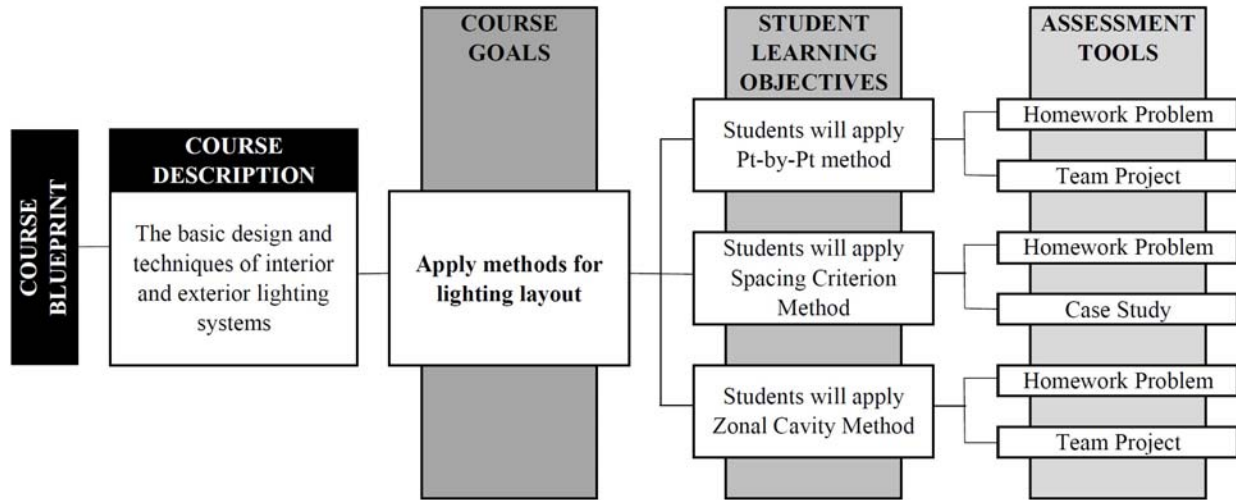 COURSE
BLUEPRINT
COURSE
DESCRIPTION
The basic design and
techniques of interior
and exterior lighting
systems
COURSE
GOALS
Apply methods for
lighting layout
STUDENT
LEARNING
OBJECTIVES
Students will apply
Pt-by-Pt method
Students will apply
Spacing Criterion
Method
Students will apply
Zonal Cavity Method
ASSESSMENT
TOOLS
Homework Problem
Team Project
Homework Problem
Case Study
Homework Problem
Team Project